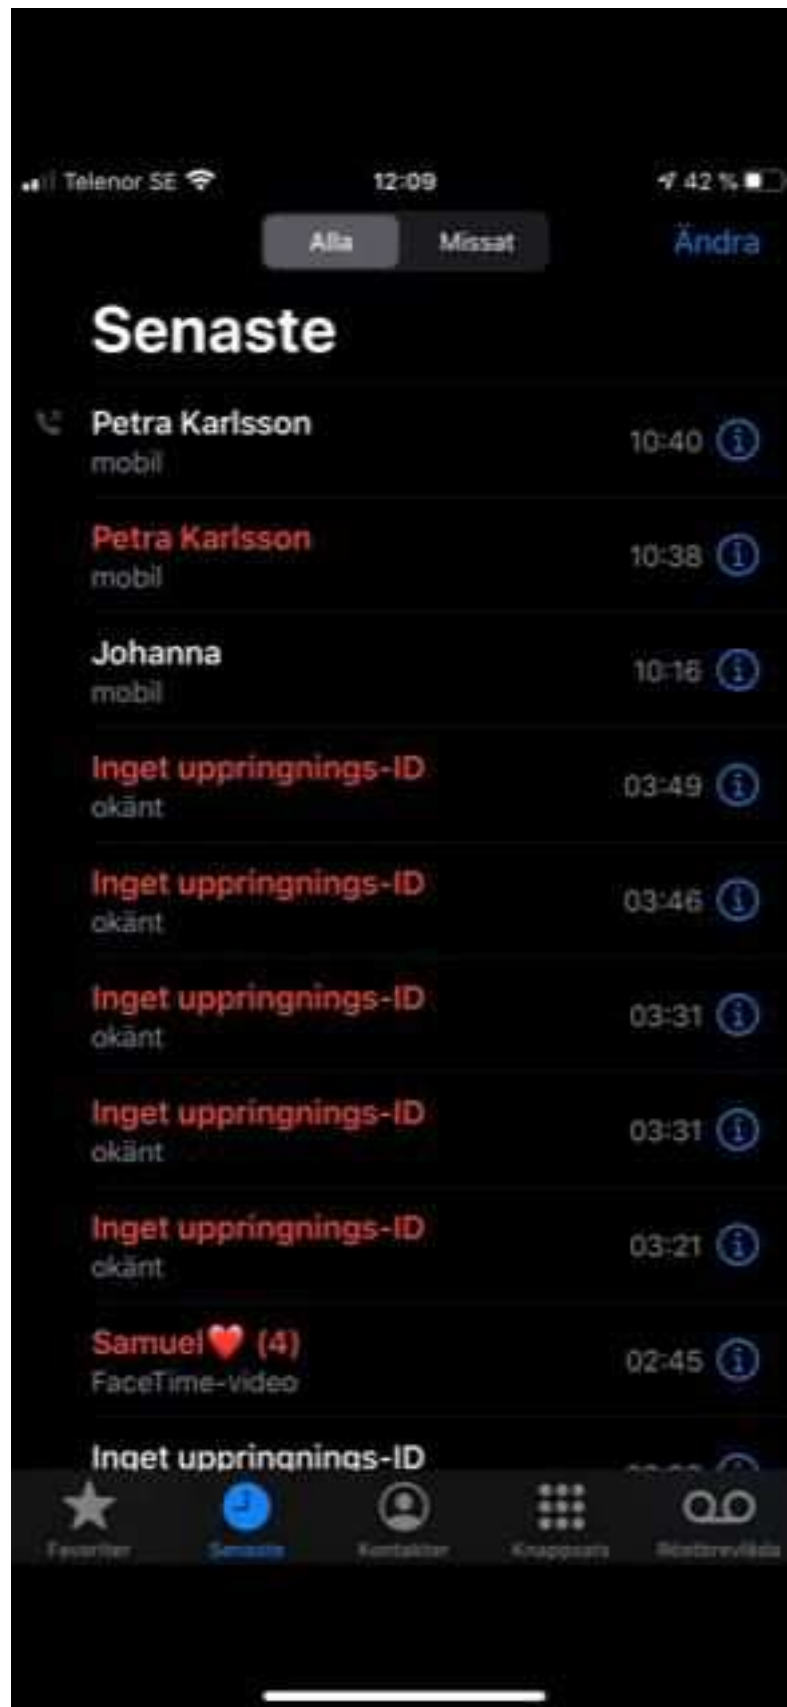 Telenor SE 12:09 42 %
Alla Missat Ändra
Senaste
Petra Karlsson
mobil
10:40
Petra Karlsson
mobil
10:38
Johanna
mobil
10:16
Inget uppringnings-ID
okänt
03:49
Inget uppringnings-ID
okänt
03:46
Inget uppringnings-ID
okänt
03:31
Inget uppringnings-ID
okänt
03:31
Inget uppringnings-ID
okänt
03:21
Samuel❤️ (4)
FaceTime-video
02:45
Inget uppringnings-ID
Favoriter Senaste Kontakter Knappsats Röstbrevlåda